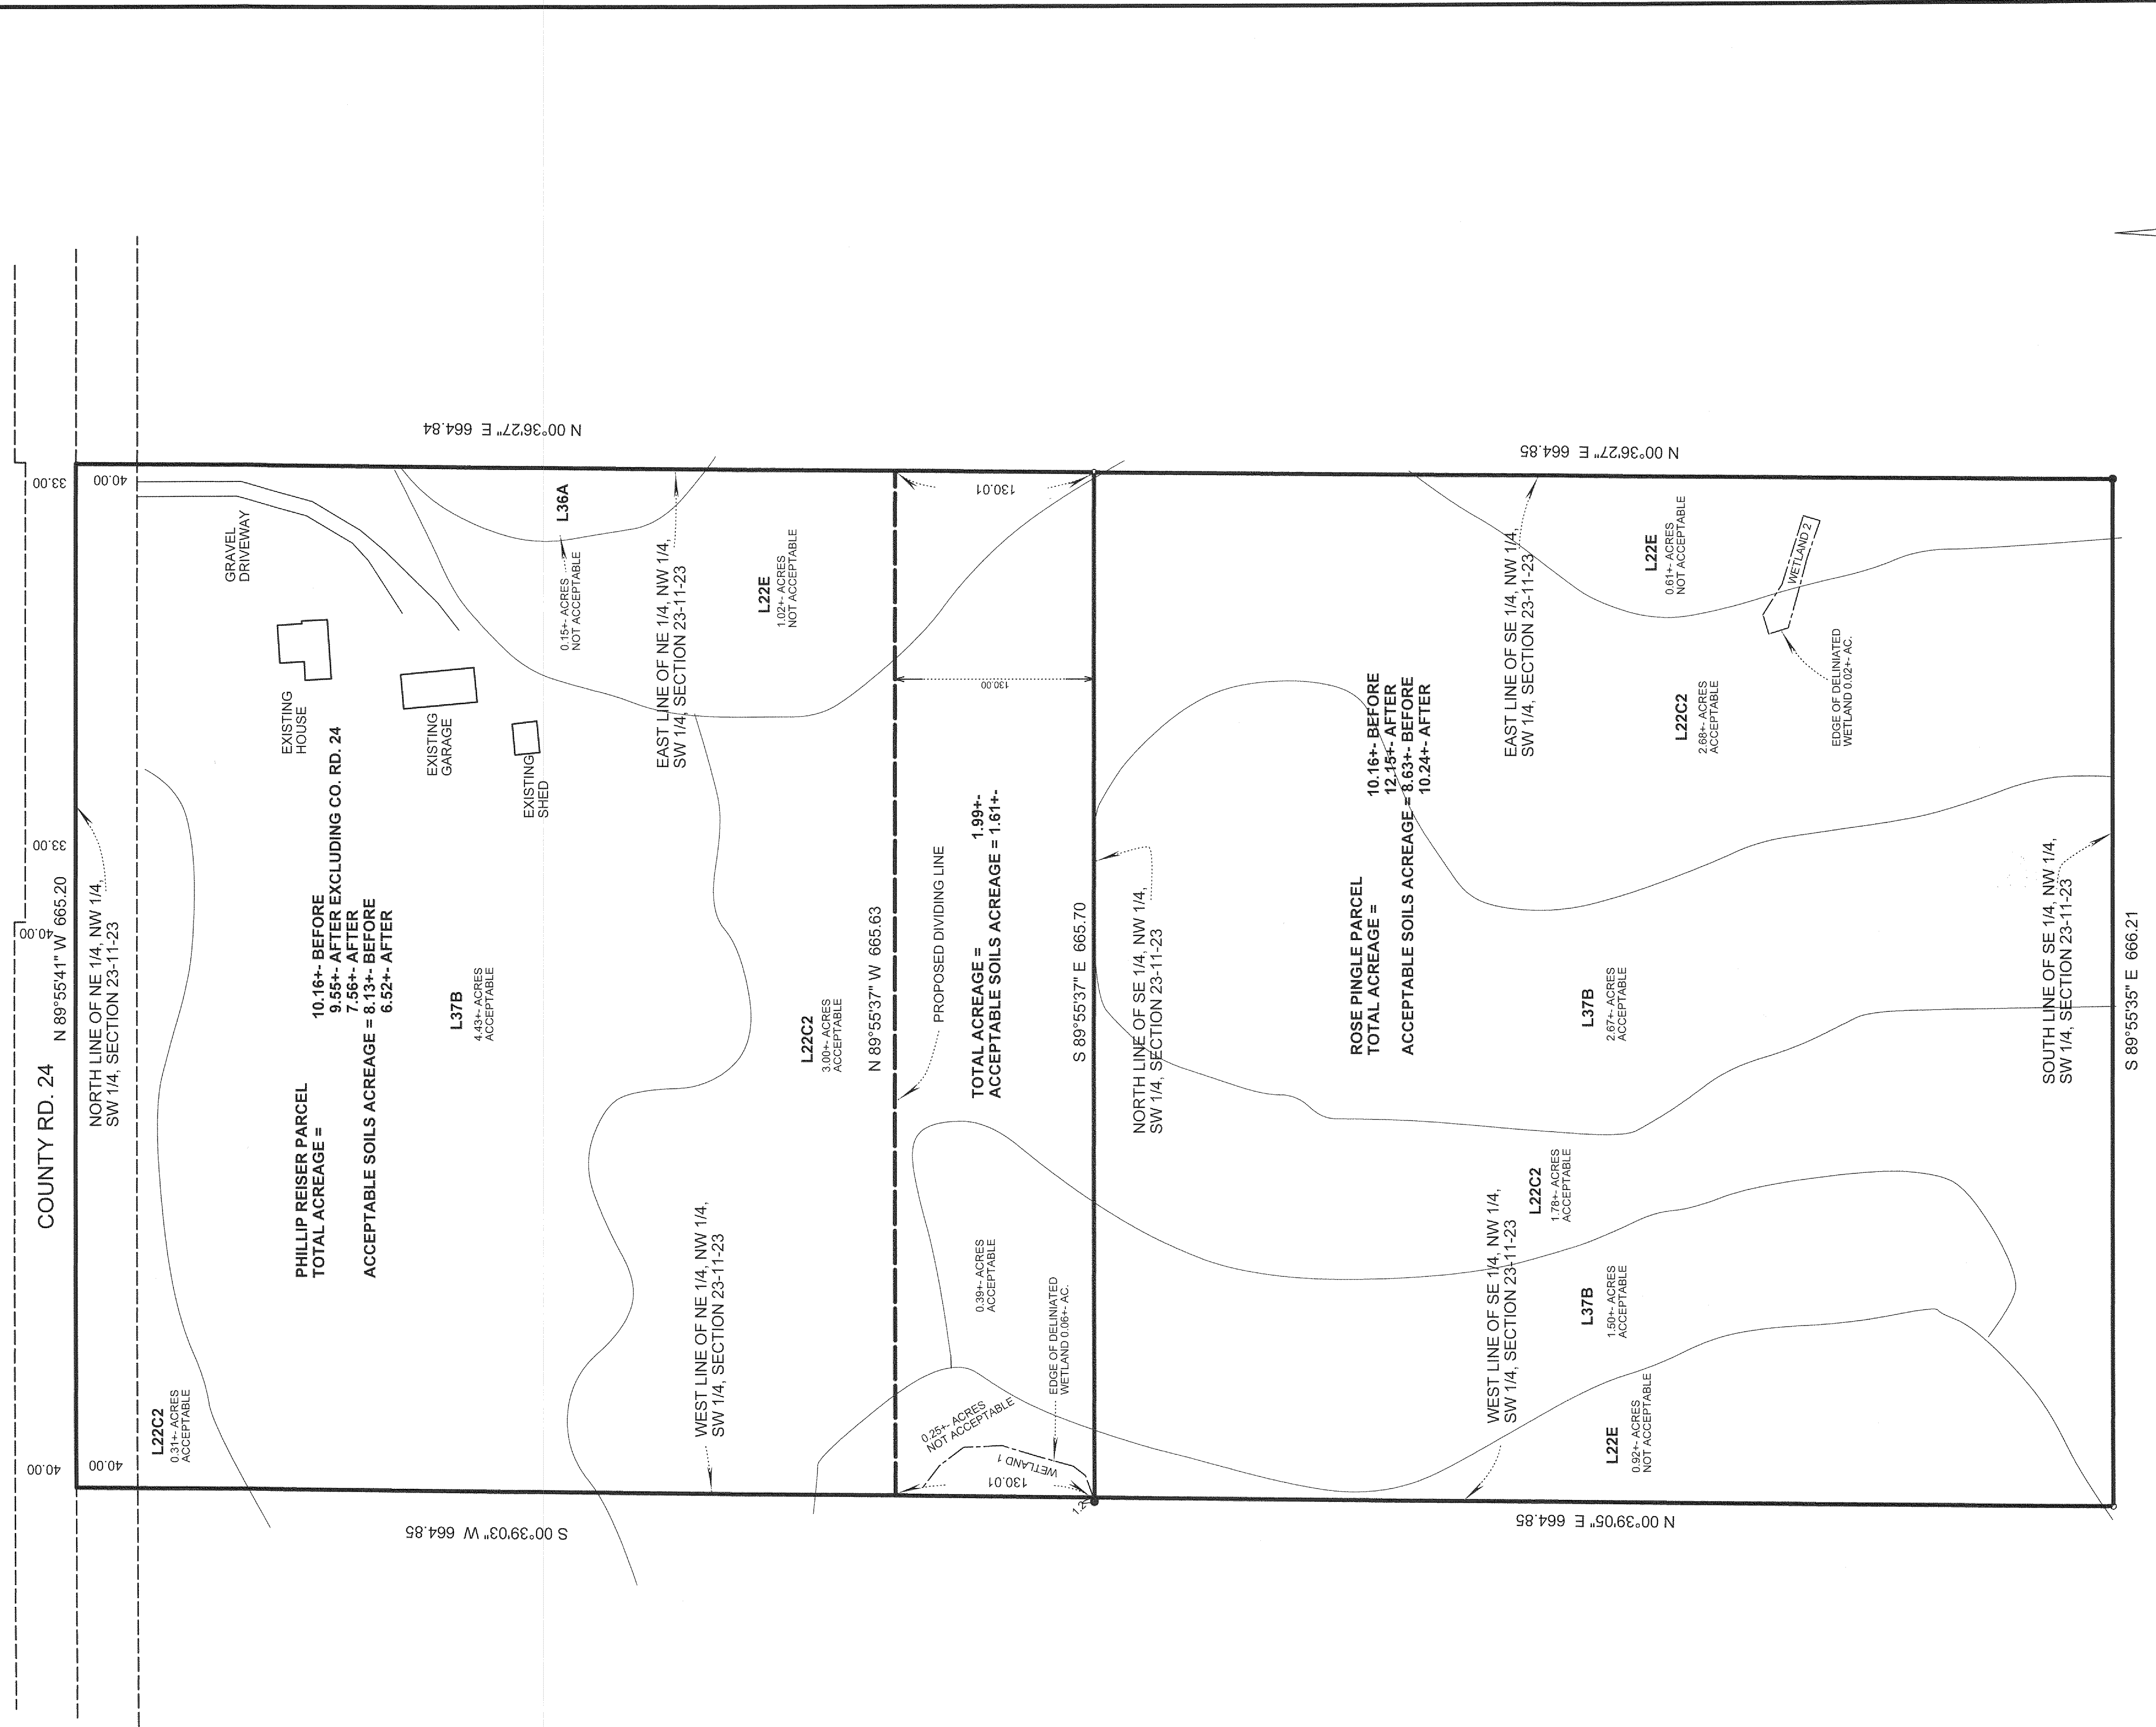 COUNTY RD. 24
33.00
33.00
40.00
40.00
N 89°55'41" W 665.20
40.00
40.00
NORTH LINE OF NE 1/4, NW 1/4,
SW 1/4, SECTION 23-11-23
L22C2
0.31+- ACRES
ACCEPTABLE
GRAVEL
DRIVEWAY
EXISTING
HOUSE
EXISTING
GARAGE
EXISTING
SHED
PHILLIP REISER PARCEL
TOTAL ACREAGE = 10.16+- BEFORE
9.55+- AFTER EXCLUDING CO. RD. 24
7.56+- AFTER
ACCEPTABLE SOILS ACREAGE = 8.13+- BEFORE
6.52+- AFTER
L37B
4.43+- ACRES
ACCEPTABLE
N 00°36'27" E 664.84
S 00°39'03" W 664.85
L36A
0.15+- ACRES
NOT ACCEPTABLE
EAST LINE OF NE 1/4, NW 1/4,
SW 1/4, SECTION 23-11-23
WEST LINE OF NE 1/4, NW 1/4,
SW 1/4, SECTION 23-11-23
L22E
1.02+- ACRES
NOT ACCEPTABLE
L22C2
3.00+- ACRES
ACCEPTABLE
N 89°55'37" W 665.63
PROPOSED DIVIDING LINE
TOTAL ACREAGE = 1.99+-
ACCEPTABLE SOILS ACREAGE = 1.61+-
130.01
130.00
130.01
0.39+- ACRES
ACCEPTABLE
0.25+- ACRES
NOT ACCEPTABLE
WETLAND 1
EDGE OF DELINIATED
WETLAND 0.06+- AC.
S 89°55'37" E 665.70
NORTH LINE OF SE 1/4, NW 1/4,
SW 1/4, SECTION 23-11-23
ROSE PINGLE PARCEL
TOTAL ACREAGE = 10.16+- BEFORE
12.15+- AFTER
ACCEPTABLE SOILS ACREAGE = 8.63+- BEFORE
10.24+- AFTER
N 00°36'27" E 664.85
N 00°39'05" E 664.85
EAST LINE OF SE 1/4, NW 1/4,
SW 1/4, SECTION 23-11-23
WEST LINE OF SE 1/4, NW 1/4,
SW 1/4, SECTION 23-11-23
L22C2
1.78+- ACRES
ACCEPTABLE
L37B
2.67+- ACRES
ACCEPTABLE
L37B
1.50+- ACRES
ACCEPTABLE
L22E
0.92+- ACRES
NOT ACCEPTABLE
L22E
0.61+- ACRES
NOT ACCEPTABLE
L22C2
2.68+- ACRES
ACCEPTABLE
WETLAND 2
EDGE OF DELINIATED
WETLAND 0.02+- AC.
SOUTH LINE OF SE 1/4, NW 1/4,
SW 1/4, SECTION 23-11-23
S 89°55'35" E 666.21